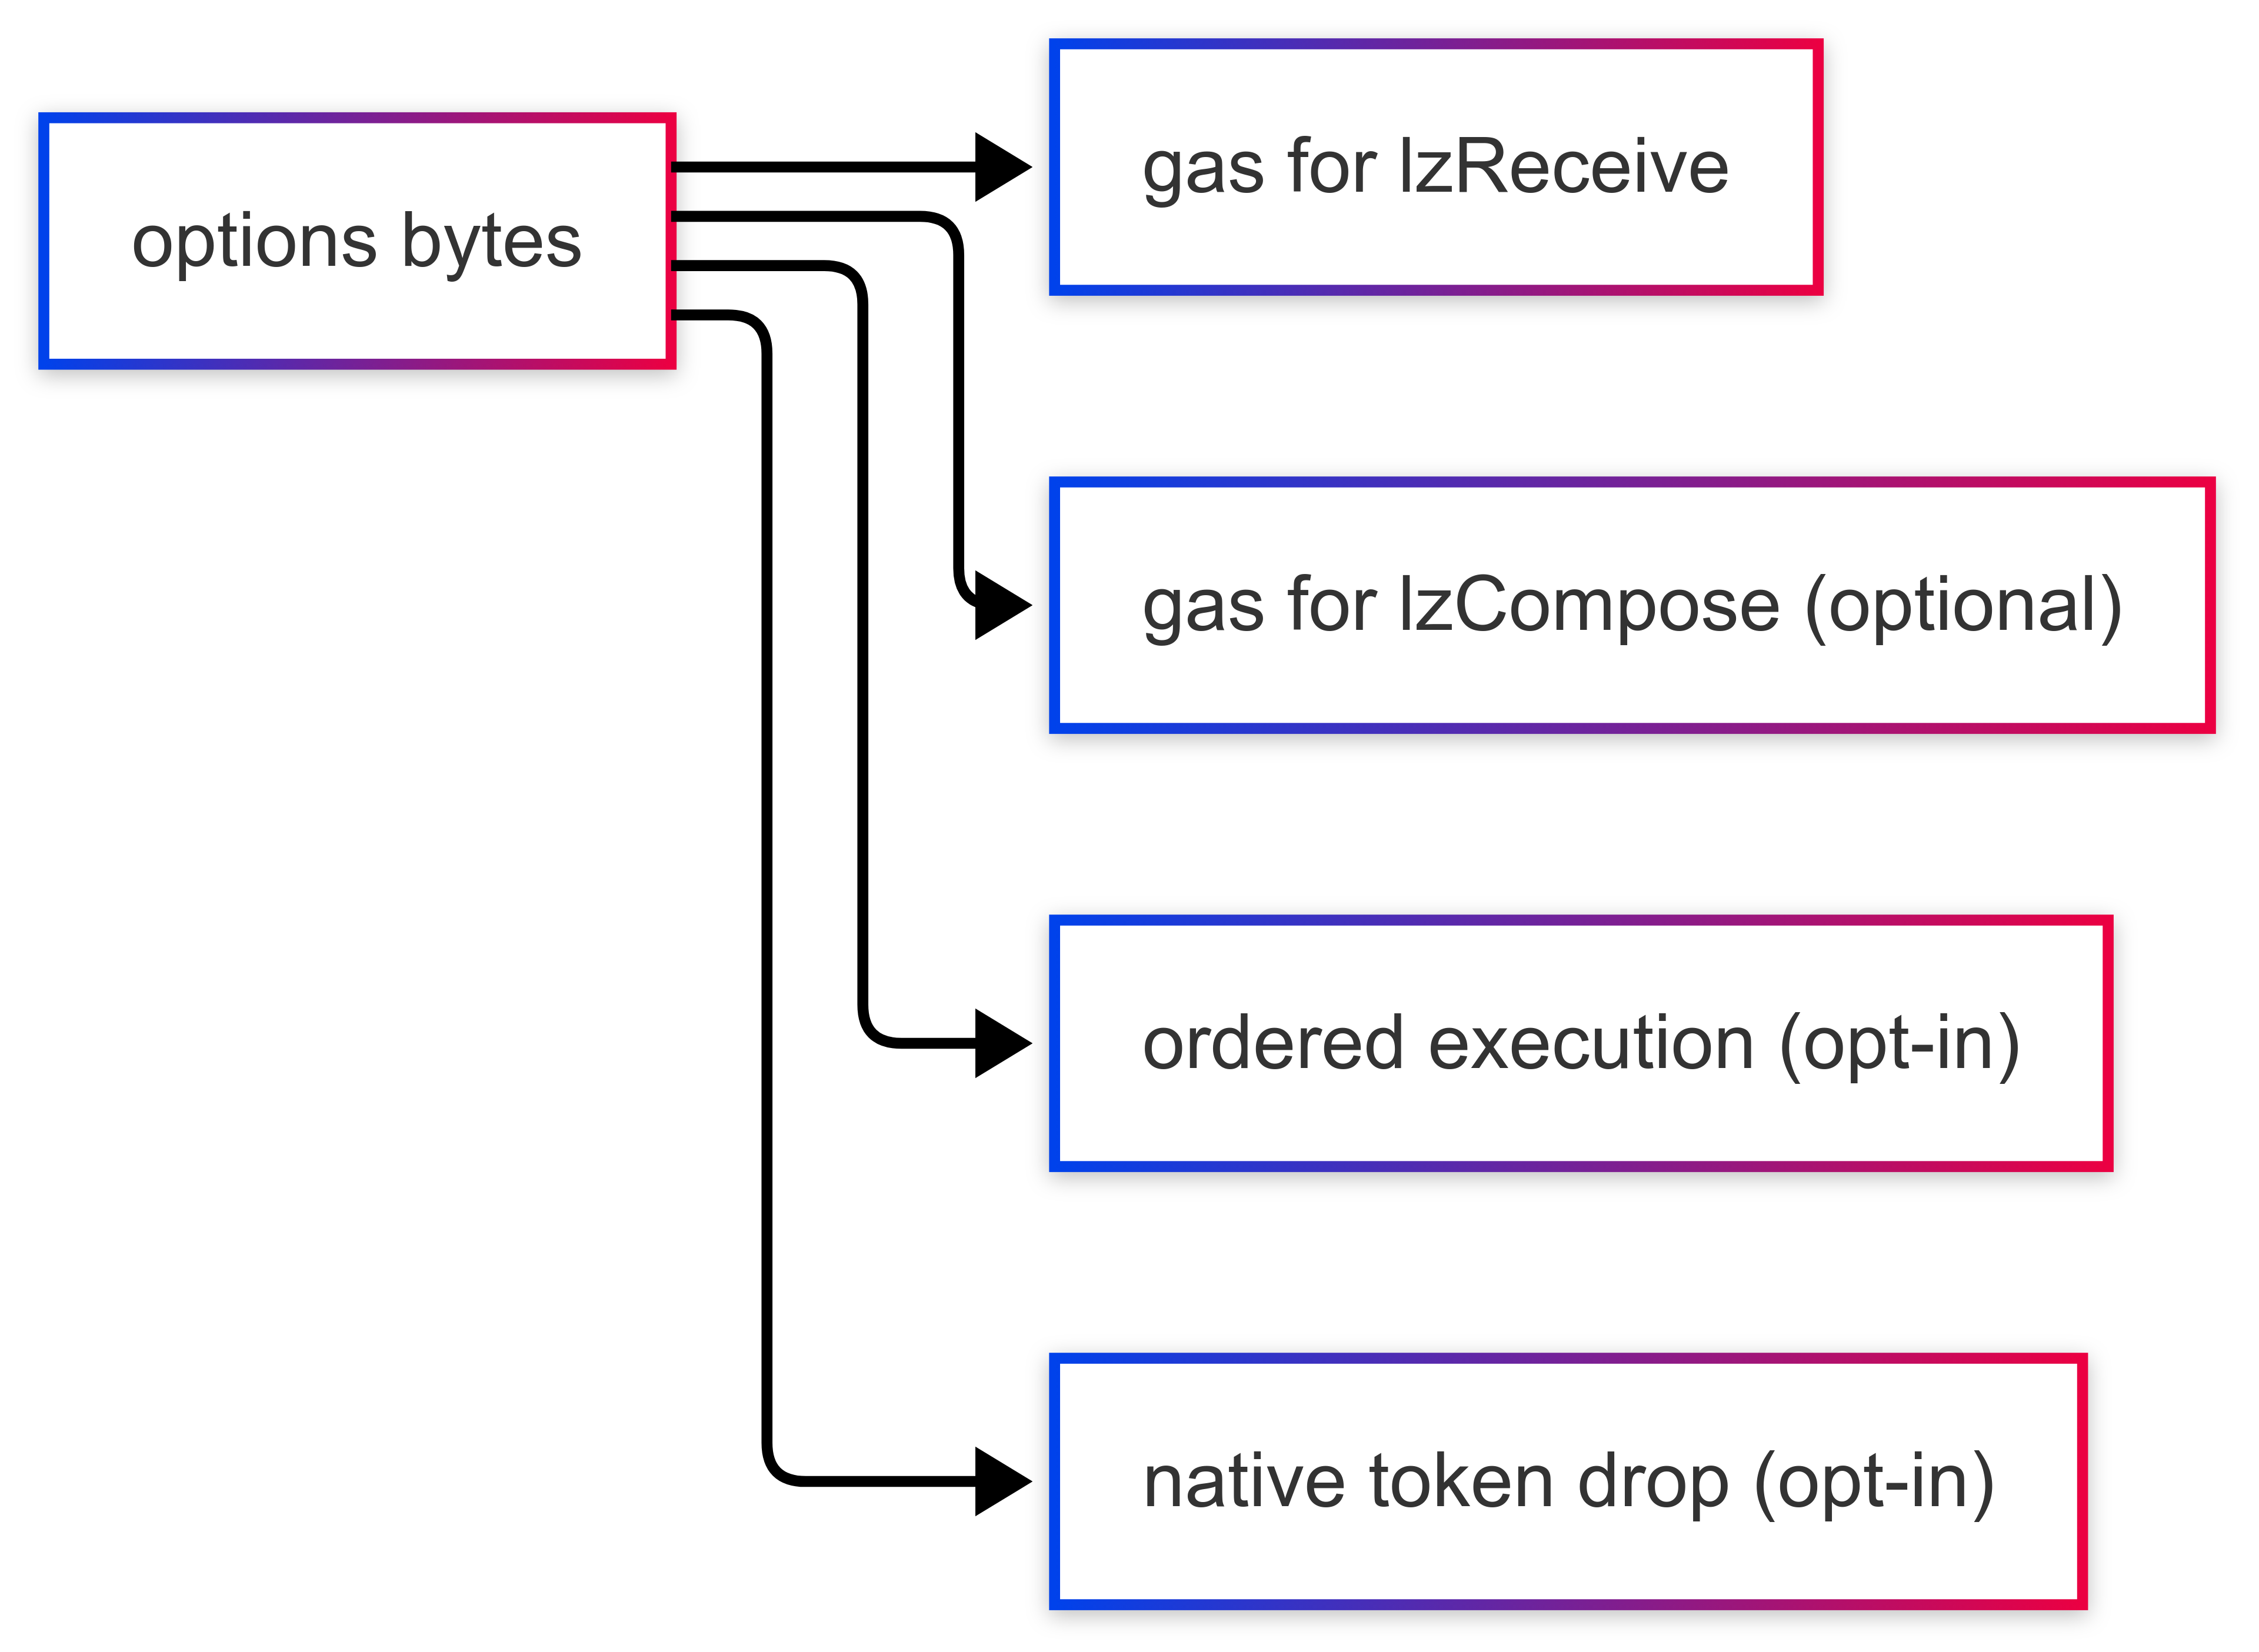 options bytes
gas for lzReceive
gas for lzCompose (optional)
ordered execution (opt-in)
native token drop (opt-in)